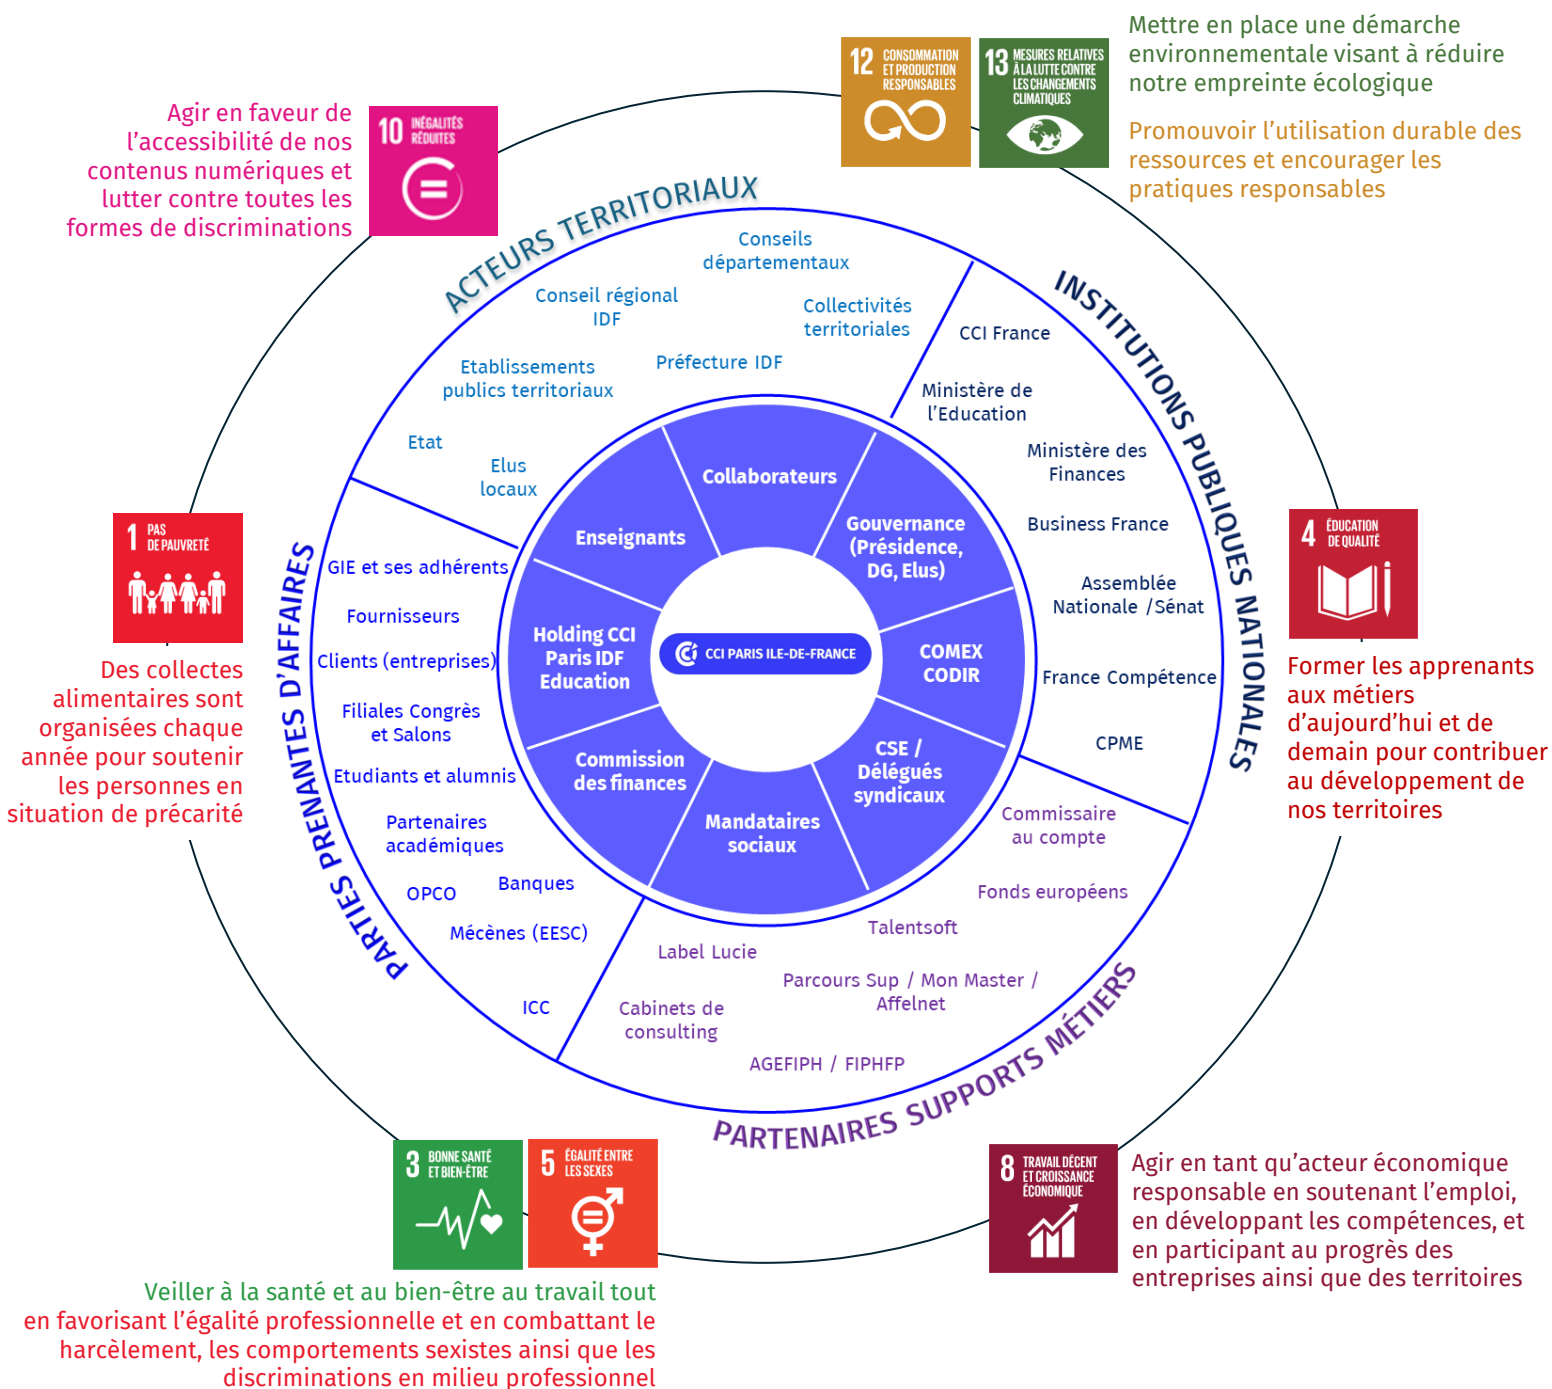 12 CONSOMMATION
ET PRODUCTION
RESPONSABLES
13 MESURES RELATIVES
À LA LUTTE CONTRE
LES CHANGEMENTS
CLIMATIQUES
Mettre en place une démarche
environnementale visant à réduire
notre empreinte écologique
Promouvoir l'utilisation durable des
ressources et encourager les
pratiques responsables
Agir en faveur de
l'accessibilité de nos
contenus numériques et
lutter contre toutes les
formes de discriminations
10 INÉGALITÉS
RÉDUITES
ACTEURS TERRITORIAUX
Conseils
départementaux
Conseil régional
IDF
Collectivités
territoriales
Préfecture IDF
Etablissements
publics territoriaux
Etat
Elus
locaux
INSTITUTIONS PUBLIQUES NATIONALES
CCI France
Ministère de
l'Education
Ministère des
Finances
Business France
Assemblée
Nationale /Sénat
France Compétence
CPME
Collaborateurs
Gouvernance
(Présidence,
DG, Elus)
COMEX
CODIR
CSE /
Délégués
syndicaux
Mandataires
sociaux
Commission
des finances
Holding CCI
Paris IDF
Education
Enseignants
CCI PARIS ILE-DE-FRANCE
1 PAS
DE PAUVRETÉ
Des collectes
alimentaires sont
organisées chaque
année pour soutenir
les personnes en
situation de précarité
PARTIES PRENANTES D'AFFAIRES
GIE et ses adhérents
Fournisseurs
Clients (entreprises)
Filiales Congrès
et Salons
Etudiants et alumnis
Partenaires
académiques
OPCO
Banques
Mécènes (EESC)
ICC
4 ÉDUCATION
DE QUALITÉ
Former les apprenants
aux métiers
d'aujourd'hui et de
demain pour contribuer
au développement de
nos territoires
Commissaire
au compte
Fonds européens
Talentsoft
Label Lucie
Parcours Sup / Mon Master /
Affelnet
Cabinets de
consulting
AGEFIPH / FIPHFP
PARTENAIRES SUPPORTS MÉTIERS
3 BONNE SANTÉ
ET BIEN-ÊTRE
5 ÉGALITÉ ENTRE
LES SEXES
Veiller à la santé et au bien-être au travail tout
en favorisant l'égalité professionnelle et en combattant le
harcèlement, les comportements sexistes ainsi que les
discriminations en milieu professionnel
8 TRAVAIL DÉCENT
ET CROISSANCE
ÉCONOMIQUE
Agir en tant qu'acteur économique
responsable en soutenant l'emploi,
en développant les compétences, et
en participant au progrès des
entreprises ainsi que des territoires